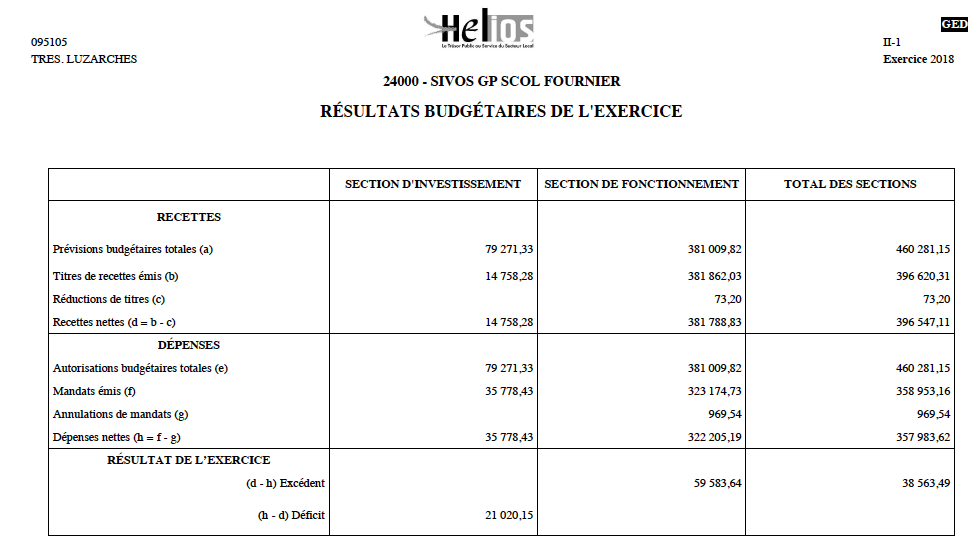 Helios
Le Trésor Public au Service du Secteur Local
GED
095105 II-1
TRES. LUZARCHES Exercice 2018
24000 - SIVOS GP SCOL FOURNIER
RÉSULTATS BUDGÉTAIRES DE L'EXERCICE
SECTION D'INVESTISSEMENT SECTION DE FONCTIONNEMENT TOTAL DES SECTIONS
RECETTES
Prévisions budgétaires totales (a) 79 271,33 381 009,82 460 281,15
Titres de recettes émis (b) 14 758,28 381 862,03 396 620,31
Réductions de titres (c) 73,20 73,20
Recettes nettes (d = b - c) 14 758,28 381 788,83 396 547,11
DÉPENSES
Autorisations budgétaires totales (e) 79 271,33 381 009,82 460 281,15
Mandats émis (f) 35 778,43 323 174,73 358 953,16
Annulations de mandats (g) 969,54 969,54
Dépenses nettes (h = f - g) 35 778,43 322 205,19 357 983,62
RÉSULTAT DE L’EXERCICE
(d - h) Excédent 59 583,64 38 563,49
(h - d) Déficit 21 020,15